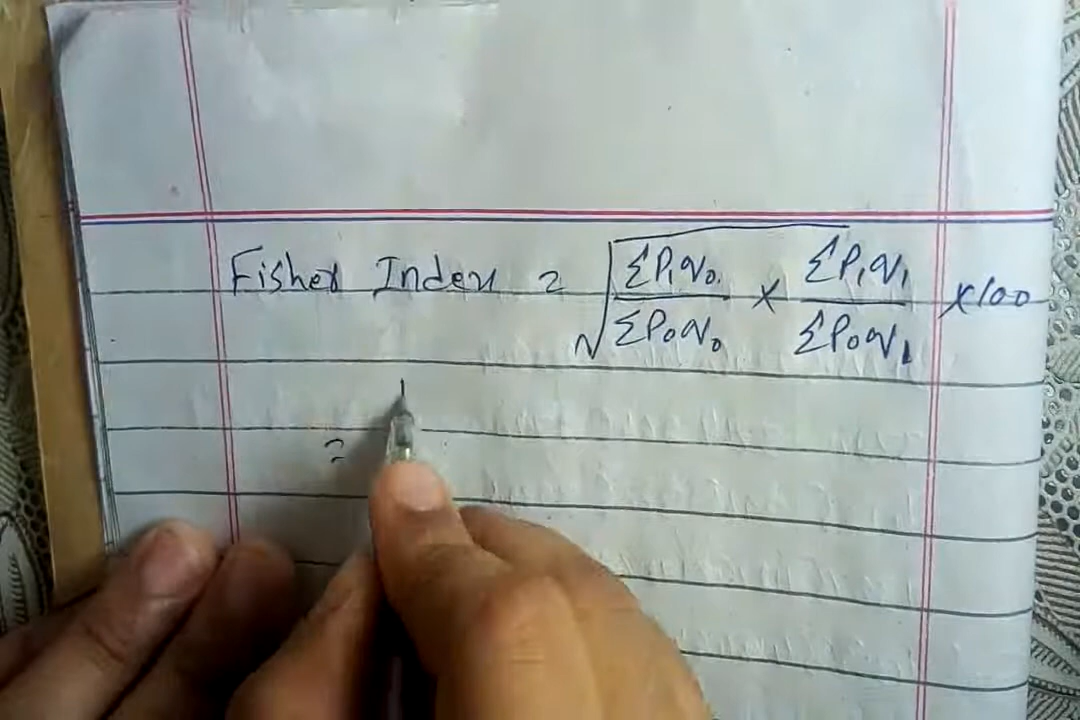 Fisher Index = √(ΣP₁q₀ / ΣP₀q₀ × ΣP₁q₁ / ΣP₀q₁) × 100
=